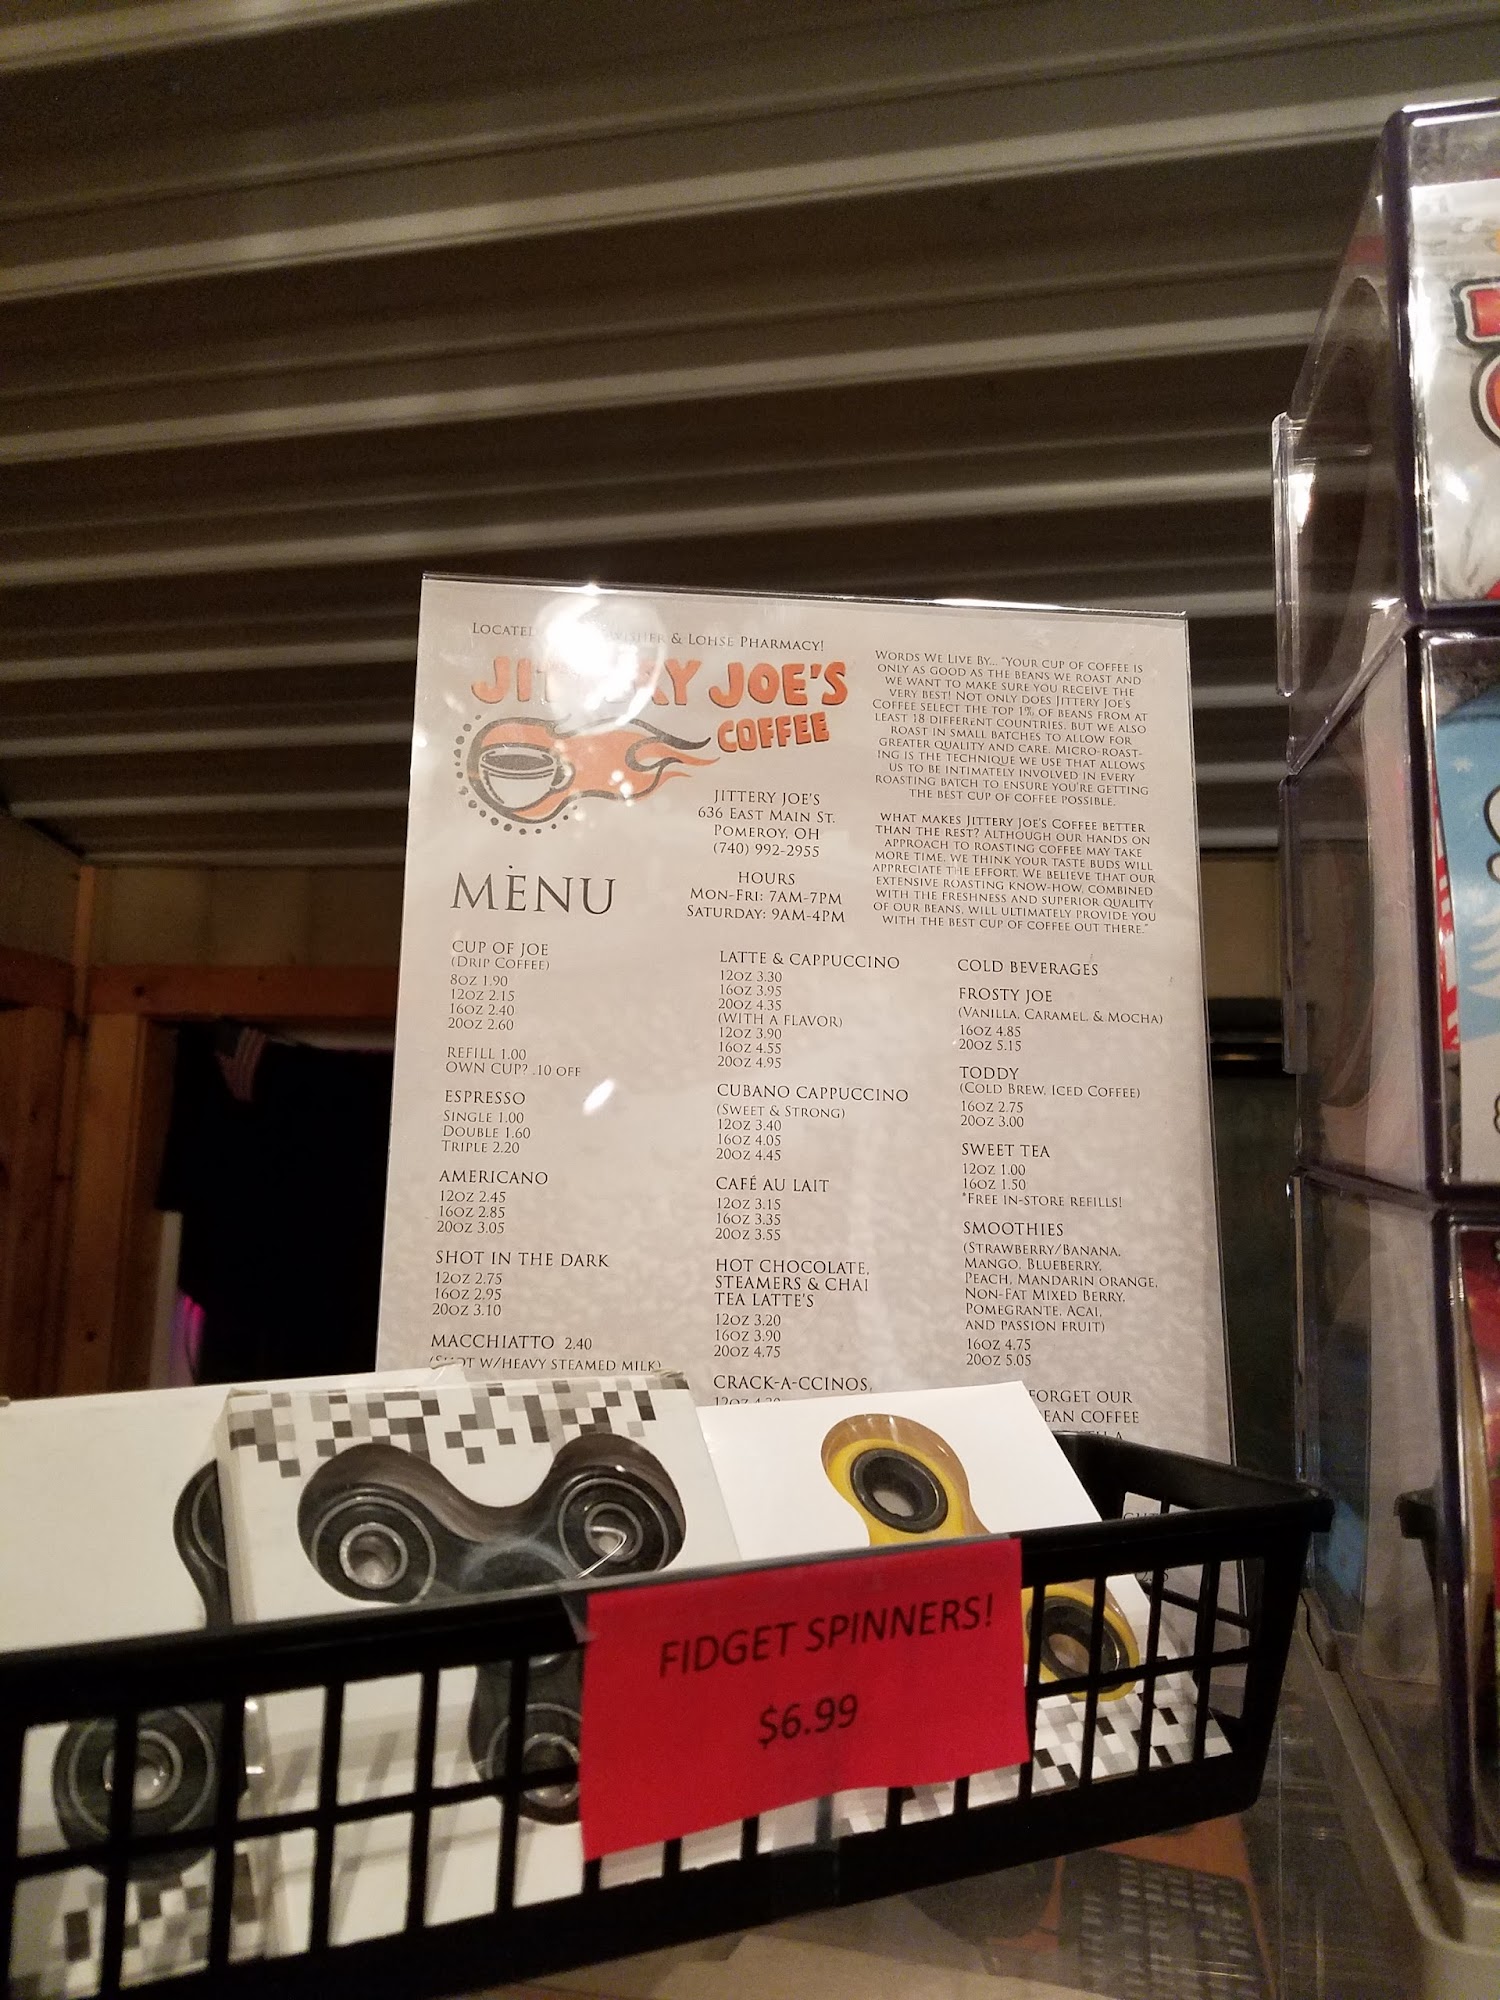 LOCATED & LOHSE PHARMACY!
JITTERY JOE'S
COFFEE
JITTERY JOE'S
636 EAST MAIN ST.
POMEROY, OH
(740) 992-2955
HOURS
MON-FRI: 7AM-7PM
SATURDAY: 9AM-4PM
WORDS WE LIVE BY... "YOUR CUP OF COFFEE IS
ONLY AS GOOD AS THE BEANS WE ROAST AND
WE WANT TO MAKE SURE YOU RECEIVE THE
VERY BEST! NOT ONLY DOES JITTERY JOE'S
COFFEE SELECT THE TOP 1% OF BEANS FROM AT
LEAST 18 DIFFERENT COUNTRIES, BUT WE ALSO
ROAST IN SMALL BATCHES TO ALLOW FOR
GREATER QUALITY AND CARE. MICRO-ROAST-
ING IS THE TECHNIQUE WE USE THAT ALLOWS
US TO BE INTIMATELY INVOLVED IN EVERY
ROASTING BATCH TO ENSURE YOU'RE GETTING
THE BEST CUP OF COFFEE POSSIBLE.
WHAT MAKES JITTERY JOE'S COFFEE BETTER
THAN THE REST? ALTHOUGH OUR HANDS ON
APPROACH TO ROASTING COFFEE MAY TAKE
MORE TIME, WE THINK YOUR TASTE BUDS WILL
APPRECIATE THE EFFORT. WE BELIEVE THAT OUR
EXTENSIVE ROASTING KNOW-HOW, COMBINED
WITH THE FRESHNESS AND SUPERIOR QUALITY
OF OUR BEANS, WILL ULTIMATELY PROVIDE YOU
WITH THE BEST CUP OF COFFEE OUT THERE."
MENU
CUP OF JOE
(DRIP COFFEE)
8OZ 1.90
12OZ 2.15
16OZ 2.40
20OZ 2.60
REFILL 1.00
OWN CUP? .10 OFF
ESPRESSO
SINGLE 1.00
DOUBLE 1.60
TRIPLE 2.20
AMERICANO
12OZ 2.45
16OZ 2.85
20OZ 3.05
SHOT IN THE DARK
12OZ 2.75
16OZ 2.95
20OZ 3.10
MACCHIATTO 2.40
(SHOT W/HEAVY STEAMED MILK)
LATTE & CAPPUCCINO
12OZ 3.30
16OZ 3.95
20OZ 4.35
(WITH A FLAVOR)
12OZ 3.90
16OZ 4.55
20OZ 4.95
CUBANO CAPPUCCINO
(SWEET & STRONG)
12OZ 3.40
16OZ 4.05
20OZ 4.45
CAFÉ AU LAIT
12OZ 3.15
16OZ 3.35
20OZ 3.55
HOT CHOCOLATE,
STEAMERS & CHAI
TEA LATTE'S
12OZ 3.20
16OZ 3.90
20OZ 4.75
CRACK-A-CCINOS,
COLD BEVERAGES
FROSTY JOE
(VANILLA, CARAMEL, & MOCHA)
16OZ 4.85
20OZ 5.15
TODDY
(COLD BREW, ICED COFFEE)
16OZ 2.75
20OZ 3.00
SWEET TEA
12OZ 1.00
16OZ 1.50
*FREE IN-STORE REFILLS!
SMOOTHIES
(STRAWBERRY/BANANA,
MANGO, BLUEBERRY,
PEACH, MANDARIN ORANGE,
NON-FAT MIXED BERRY,
POMEGRANTE, ACAI,
AND PASSION FRUIT)
16OZ 4.75
20OZ 5.05
FORGET OUR
COFFEE
FIDGET SPINNERS!
$6.99